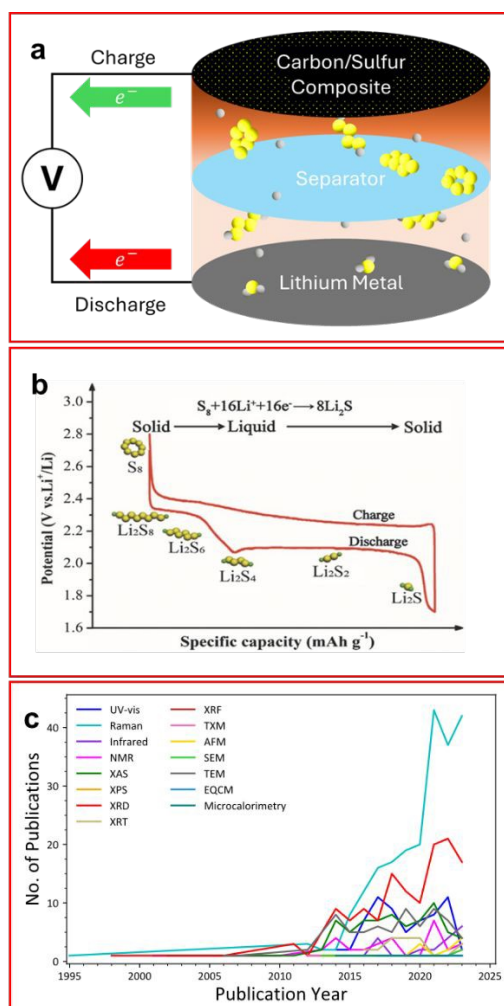 a
Charge
e⁻
V
e⁻
Discharge
Carbon/Sulfur
Composite
Separator
Lithium Metal
b
S₈+16Li⁺+16e⁻→8Li₂S
Solid → Liquid → Solid
S₈
Li₂S₈
Li₂S₆
Li₂S₄
Li₂S₂
Li₂S
Charge
Discharge
3.0
2.8
2.6
2.4
2.2
2.0
1.8
1.6
Potential (V vs.Li⁺/Li)
Specific capacity (mAh g⁻¹)
c
UV-vis
Raman
Infrared
NMR
XAS
XPS
XRD
XRT
XRF
TXM
AFM
SEM
TEM
EQCM
Microcalorimetry
40
30
20
10
0
No. of Publications
1995 2000 2005 2010 2015 2020 2025
Publication Year